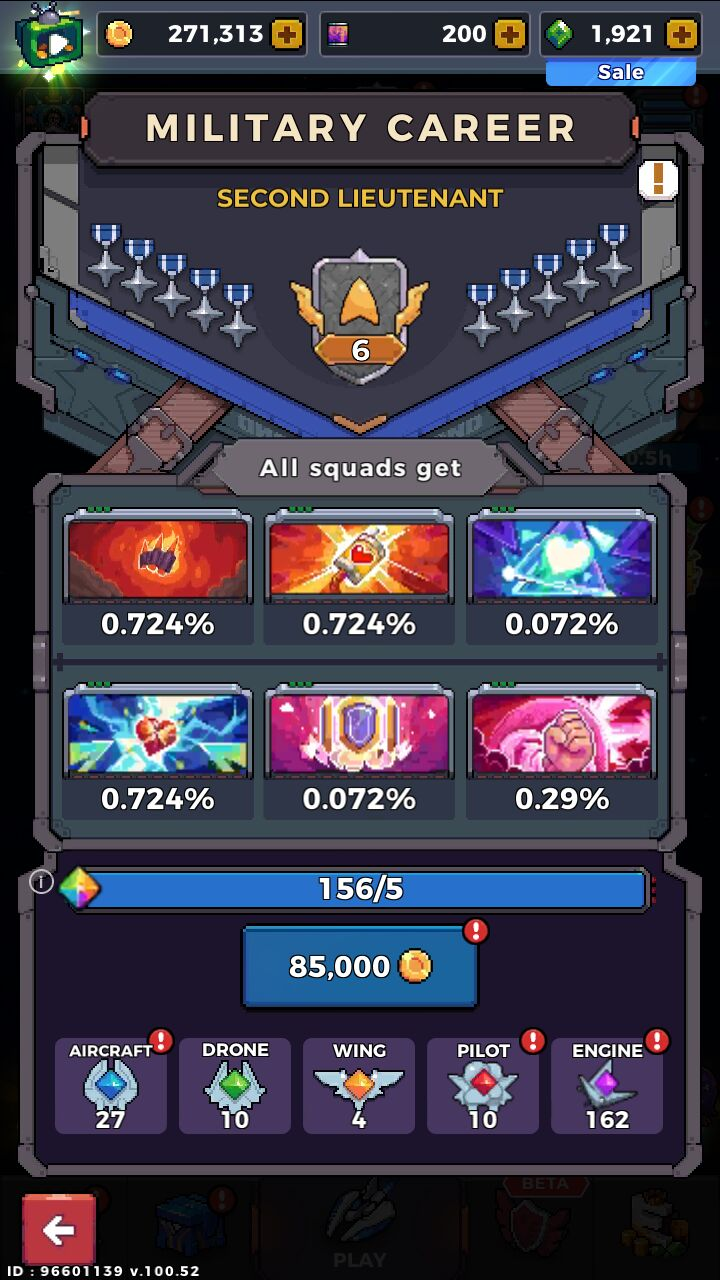 271,313
200
1,921
Sale
MILITARY CAREER
SECOND LIEUTENANT
6
All squads get
0.724%
0.724%
0.072%
0.724%
0.072%
0.29%
156/5
85,000
AIRCRAFT
DRONE
WING
PILOT
ENGINE
27
10
4
10
162
BETA
PLAY
ID : 96601139 v.100.52